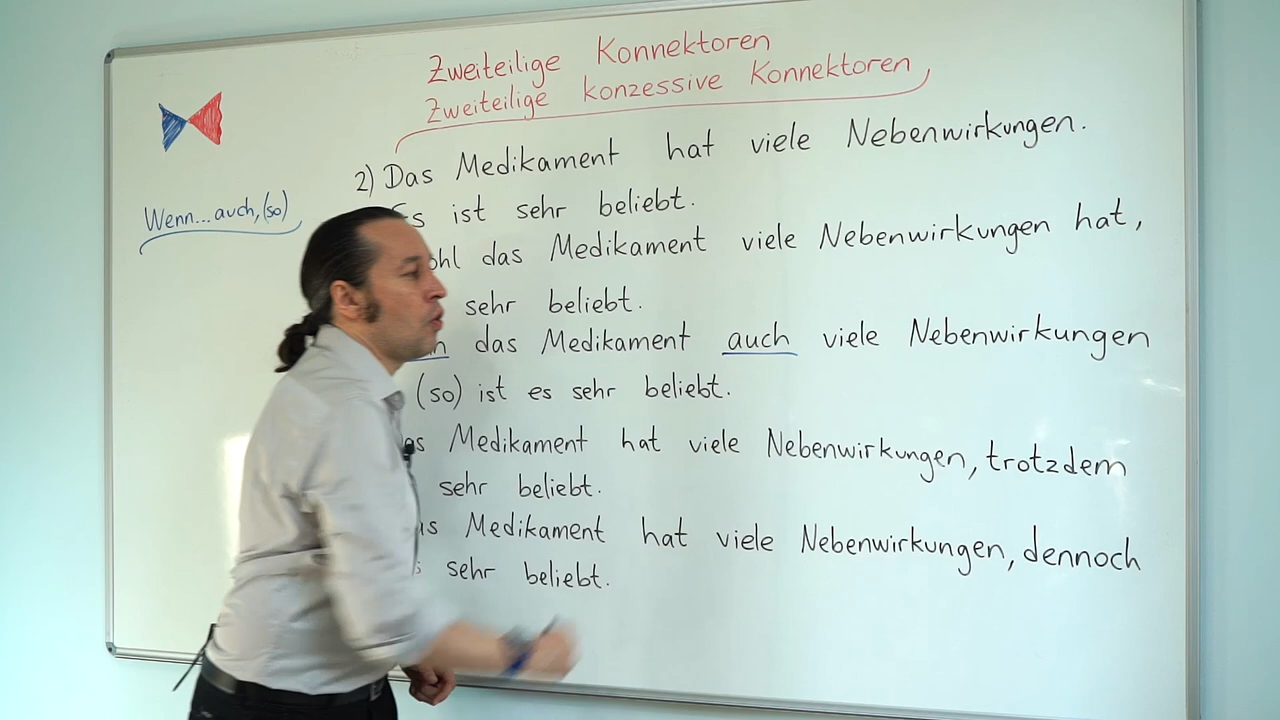 Zweiteilige Konnektoren
Zweiteilige konzessive Konnektoren
Wenn...auch,(so)
2) Das Medikament hat viele Nebenwirkungen.
Es ist sehr beliebt.
das Medikament viele Nebenwirkungen hat,
sehr beliebt.
das Medikament auch viele Nebenwirkungen
(so) ist es sehr beliebt.
Medikament hat viele Nebenwirkungen, trotzdem
sehr beliebt.
Medikament hat viele Nebenwirkungen, dennoch
sehr beliebt.